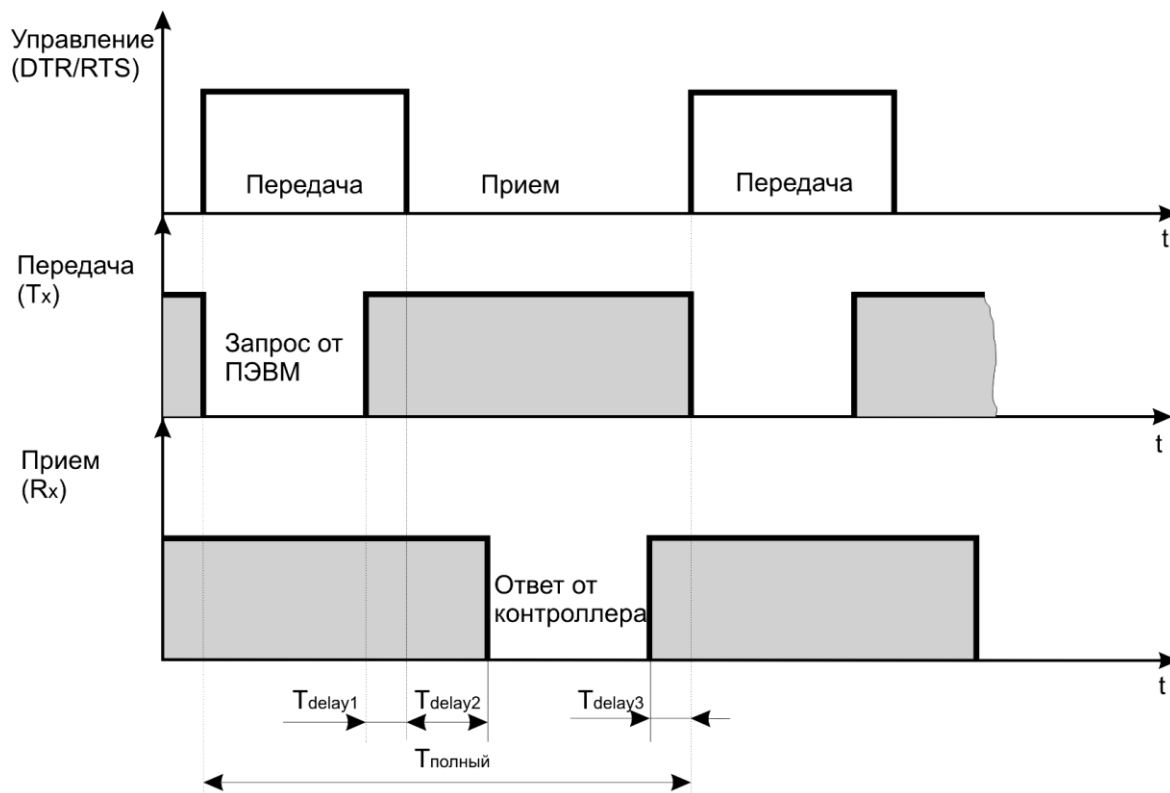 Управление
(DTR/RTS)
Передача
Прием
Передача
t
Передача
(Tx)
Запрос от
ПЭВМ
t
Прием
(Rx)
Ответ от
контроллера
t
Tdelay1
Tdelay2
Tdelay3
Tполный